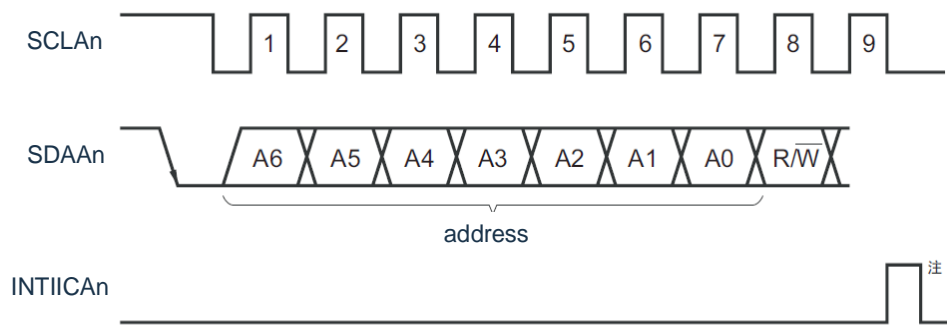 SCLAn 1 2 3 4 5 6 7 8 9
SDAAn A6 A5 A4 A3 A2 A1 A0 R/W̅
address
INTIICAn 注